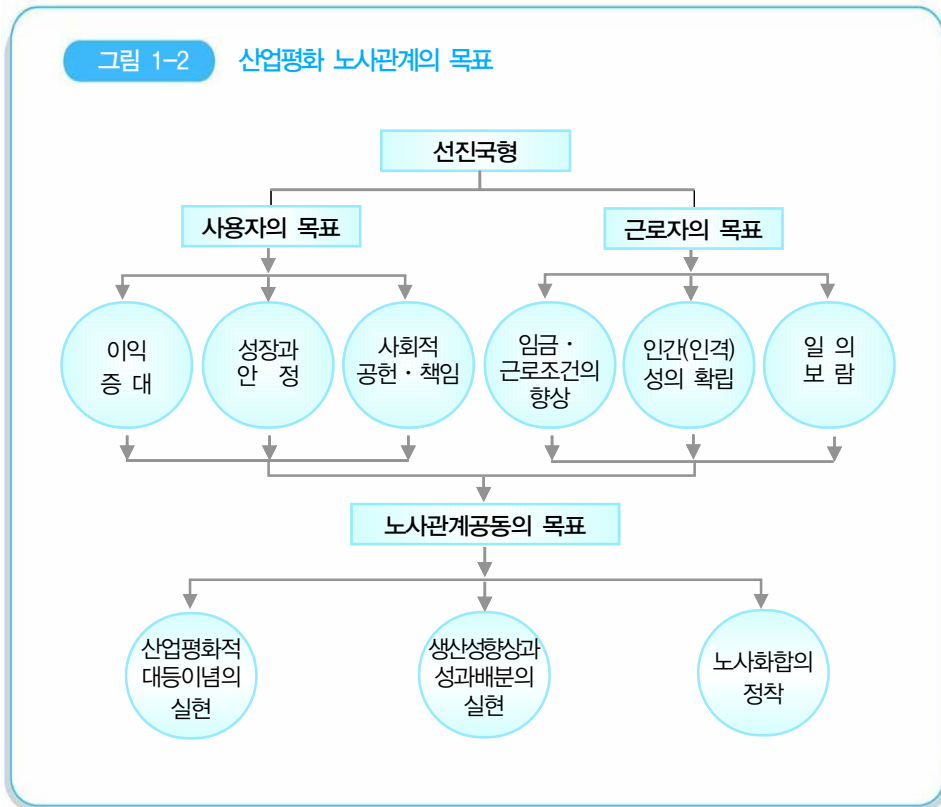 그림 1-2 산업평화 노사관계의 목표
선진국형
사용자의 목표
근로자의 목표
이익
증 대
성장과
안 정
사회적
공헌·책임
임금·
근로조건의
향상
인간(인격)
성의 확립
일 의
보 람
노사관계공동의 목표
산업평화적
대등이념의
실현
생산성향상과
성과배분의
실현
노사화합의
정착